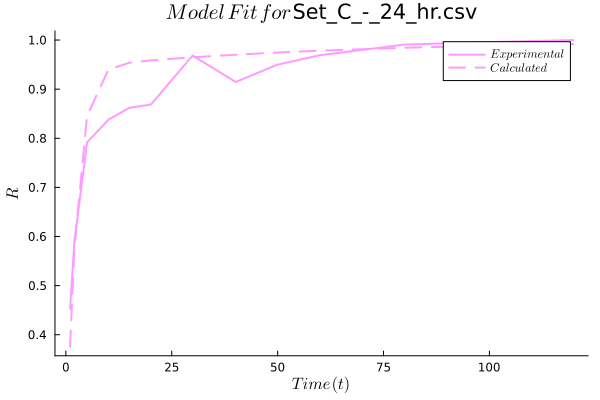 Model Fit for Set_C_-_24_hr.csv
1.0
0.9
0.8
0.7
0.6
0.5
0.4
R
Experimental
Calculated
0 25 50 75 100
Time(t)